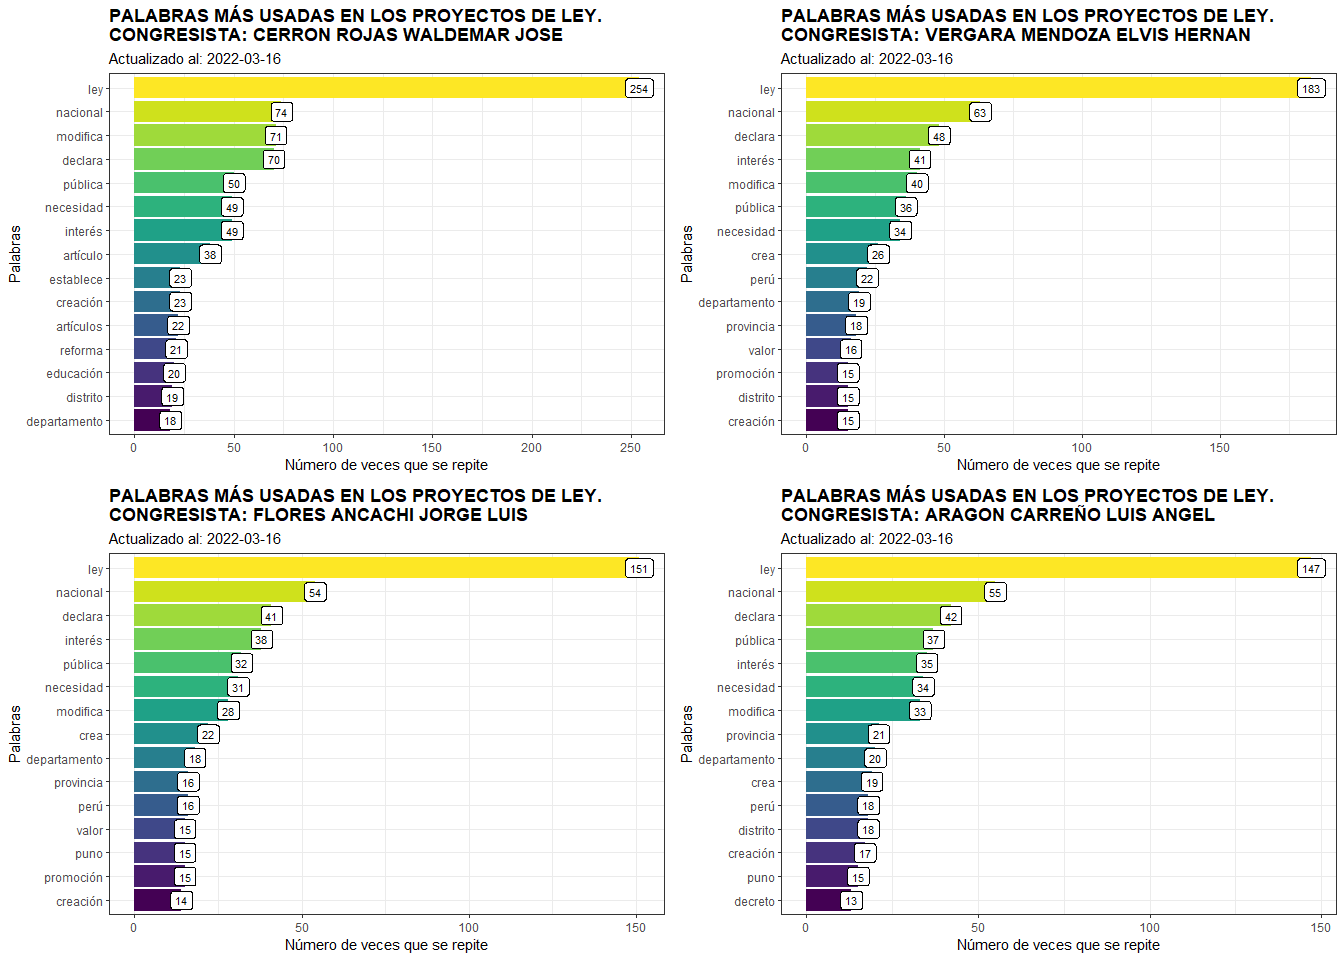 PALABRAS MÁS USADAS EN LOS PROYECTOS DE LEY.
CONGRESISTA: CERRON ROJAS WALDEMAR JOSE
Actualizado al: 2022-03-16
Palabras
ley 254
nacional 74
modifica 71
declara 70
pública 50
necesidad 49
interés 49
artículo 38
establece 23
creación 23
artículos 22
reforma 21
educación 20
distrito 19
departamento 18
0 50 100 150 200 250
Número de veces que se repite
PALABRAS MÁS USADAS EN LOS PROYECTOS DE LEY.
CONGRESISTA: VERGARA MENDOZA ELVIS HERNAN
Actualizado al: 2022-03-16
Palabras
ley 183
nacional 63
declara 48
interés 41
modifica 40
pública 36
necesidad 34
crea 26
perú 22
departamento 19
provincia 18
valor 16
promoción 15
distrito 15
creación 15
0 50 100 150
Número de veces que se repite
PALABRAS MÁS USADAS EN LOS PROYECTOS DE LEY.
CONGRESISTA: FLORES ANCACHI JORGE LUIS
Actualizado al: 2022-03-16
Palabras
ley 151
nacional 54
declara 41
interés 38
pública 32
necesidad 31
modifica 28
crea 22
departamento 18
provincia 16
perú 16
valor 15
puno 15
promoción 15
creación 14
0 50 100 150
Número de veces que se repite
PALABRAS MÁS USADAS EN LOS PROYECTOS DE LEY.
CONGRESISTA: ARAGON CARREÑO LUIS ANGEL
Actualizado al: 2022-03-16
Palabras
ley 147
nacional 55
declara 42
pública 37
interés 35
necesidad 34
modifica 33
provincia 21
departamento 20
crea 19
perú 18
distrito 18
creación 17
puno 15
decreto 13
0 50 100 150
Número de veces que se repite